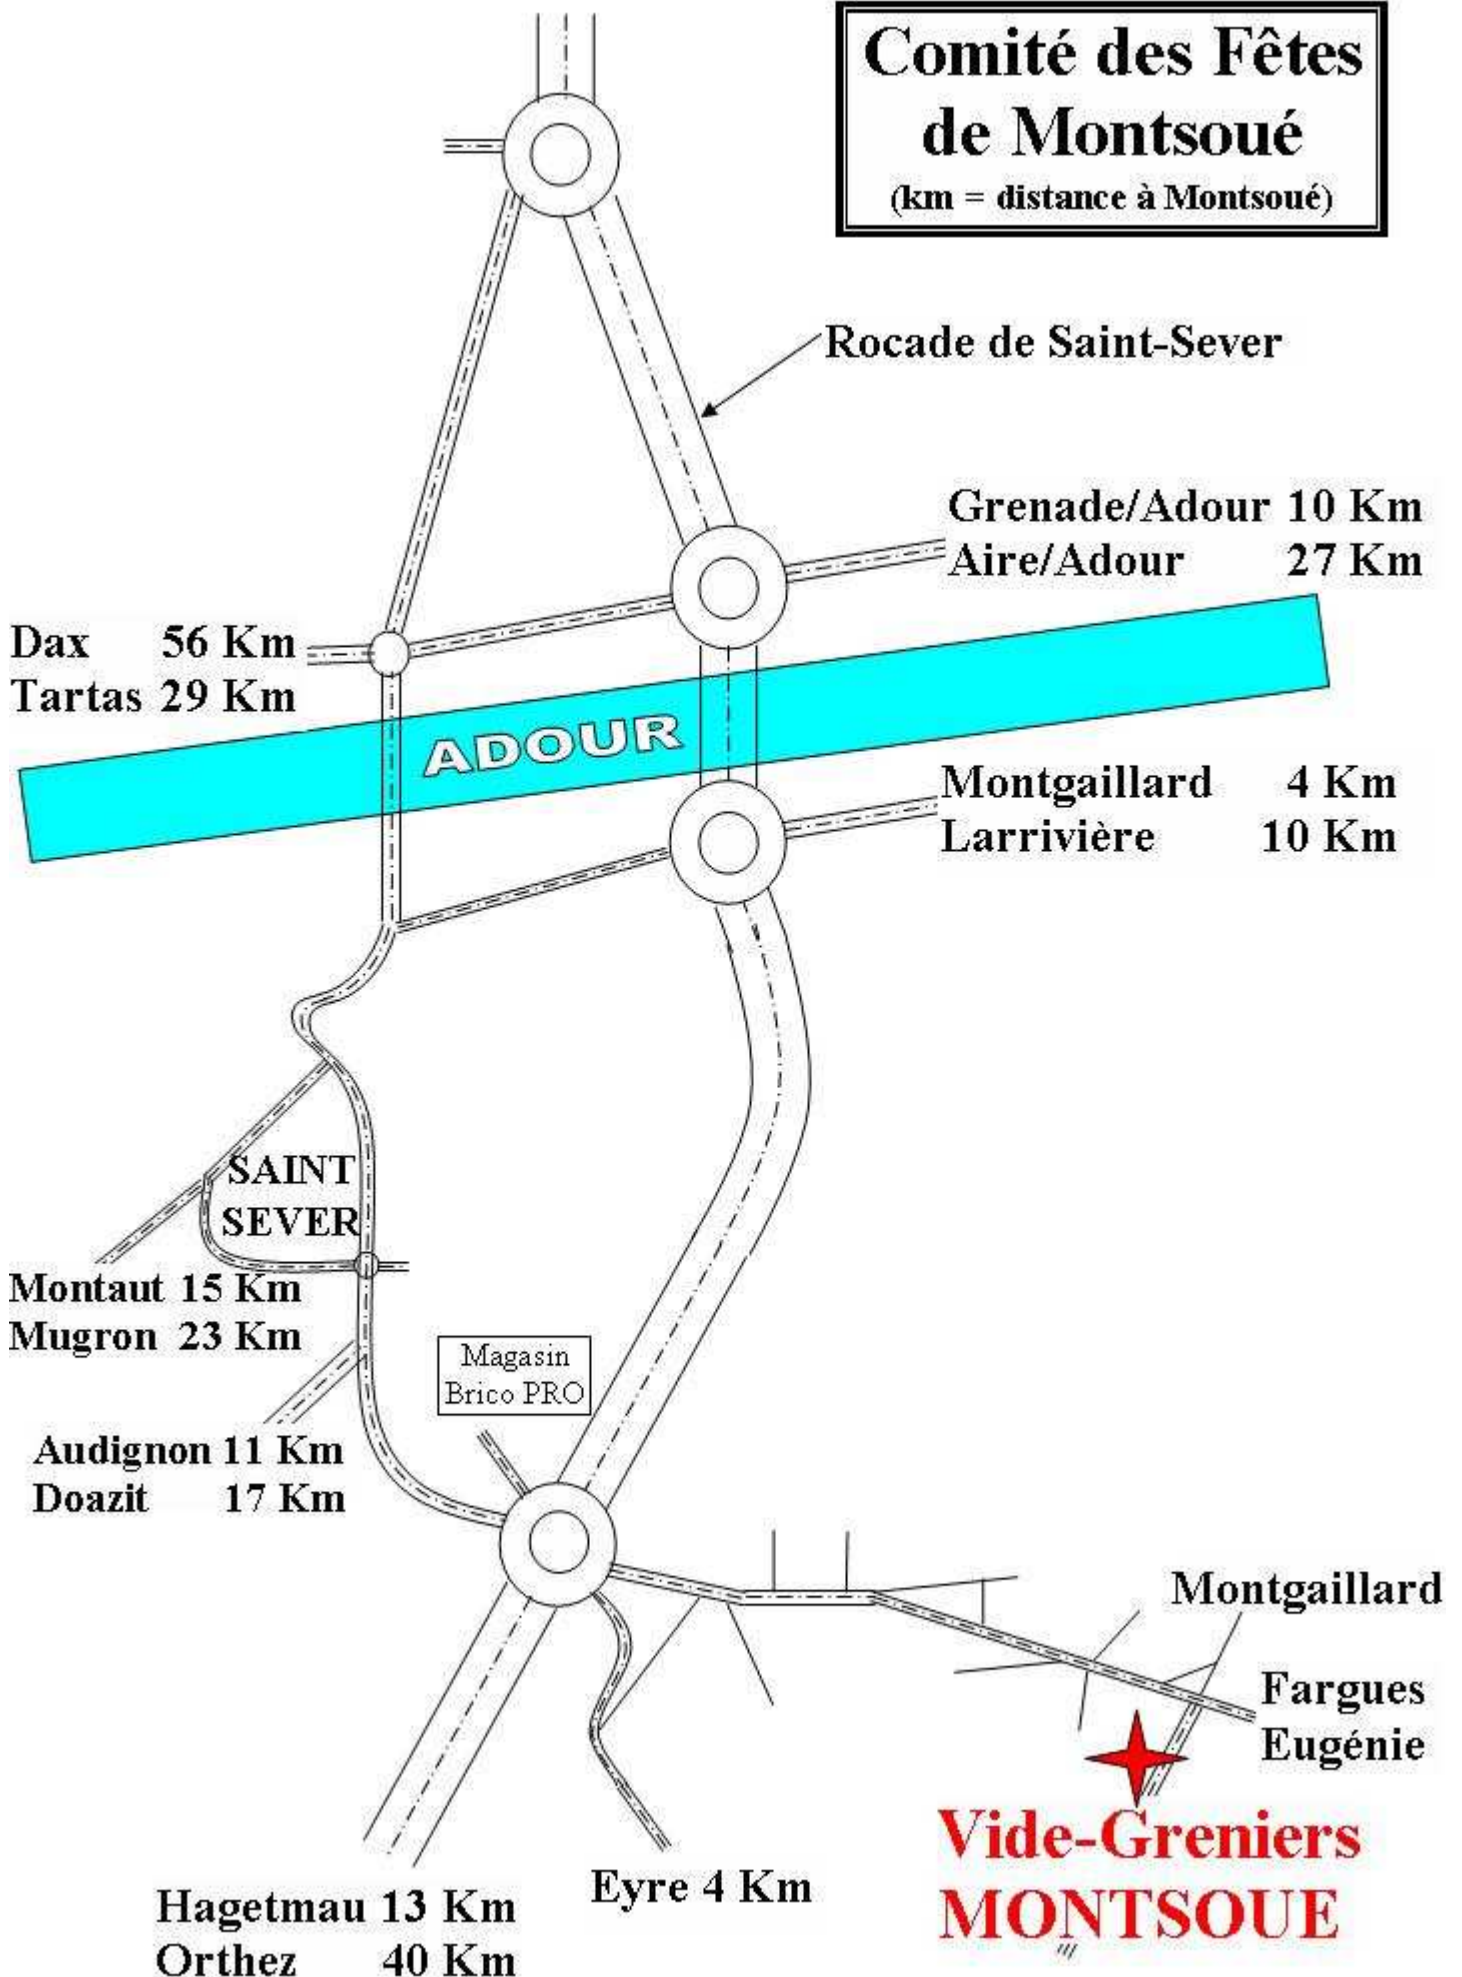 Comité des Fêtes
de Montsoué
(km = distance à Montsoué)
Rocade de Saint-Sever
Grenade/Adour 10 Km
Aire/Adour 27 Km
Dax 56 Km
Tartas 29 Km
ADOUR
Montgaillard 4 Km
Larrivière 10 Km
SAINT
SEVER
Montaut 15 Km
Mugron 23 Km
Magasin
Brico PRO
Audignon 11 Km
Doazit 17 Km
Montgaillard
Fargues
Eugénie
Vide-Greniers
MONTSOUE
Eyre 4 Km
Hagetmau 13 Km
Orthez 40 Km